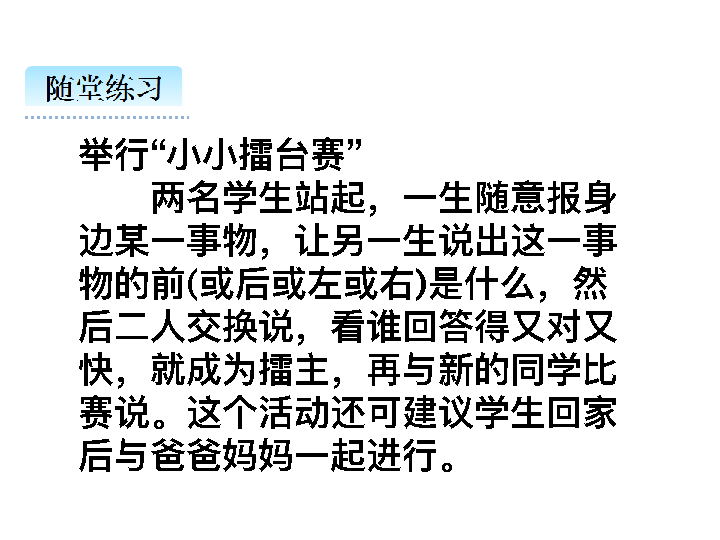 随堂练习
举行“小小擂台赛”
两名学生站起，一生随意报身
边某一事物，让另一生说出这一事
物的前(或后或左或右)是什么，然
后二人交换说，看谁回答得又对又
快，就成为擂主，再与新的同学比
赛说。这个活动还可建议学生回家
后与爸爸妈妈一起进行。